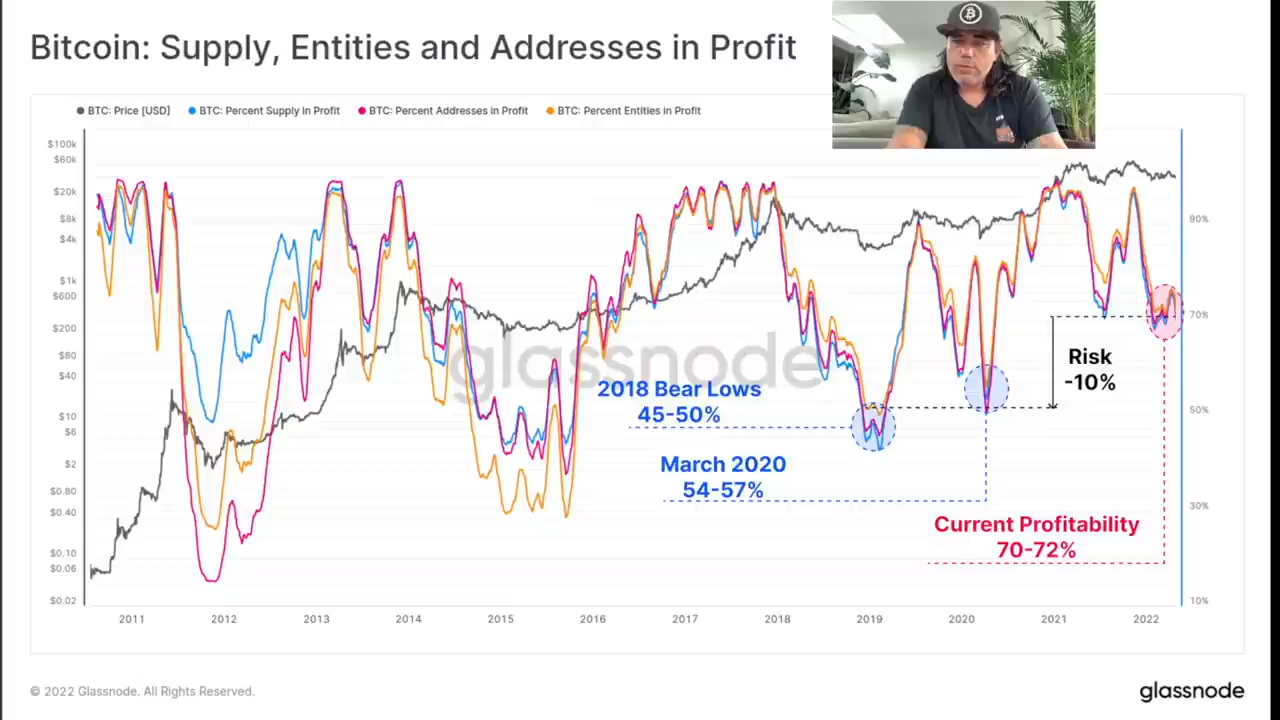 Bitcoin: Supply, Entities and Addresses in Profit
BTC: Price [USD] BTC: Percent Supply in Profit BTC: Percent Addresses in Profit BTC: Percent Entities in Profit
$100k
$60k
$20k
$8k
$4k
$1k
$600
$200
$80
$40
$10
$6
$2
$0.80
$0.40
$0.10
$0.06
$0.02
90%
70%
50%
30%
10%
glassnode
Risk
-10%
2018 Bear Lows
45-50%
March 2020
54-57%
Current Profitability
70-72%
2011 2012 2013 2014 2015 2016 2017 2018 2019 2020 2021 2022
© 2022 Glassnode. All Rights Reserved.
glassnode